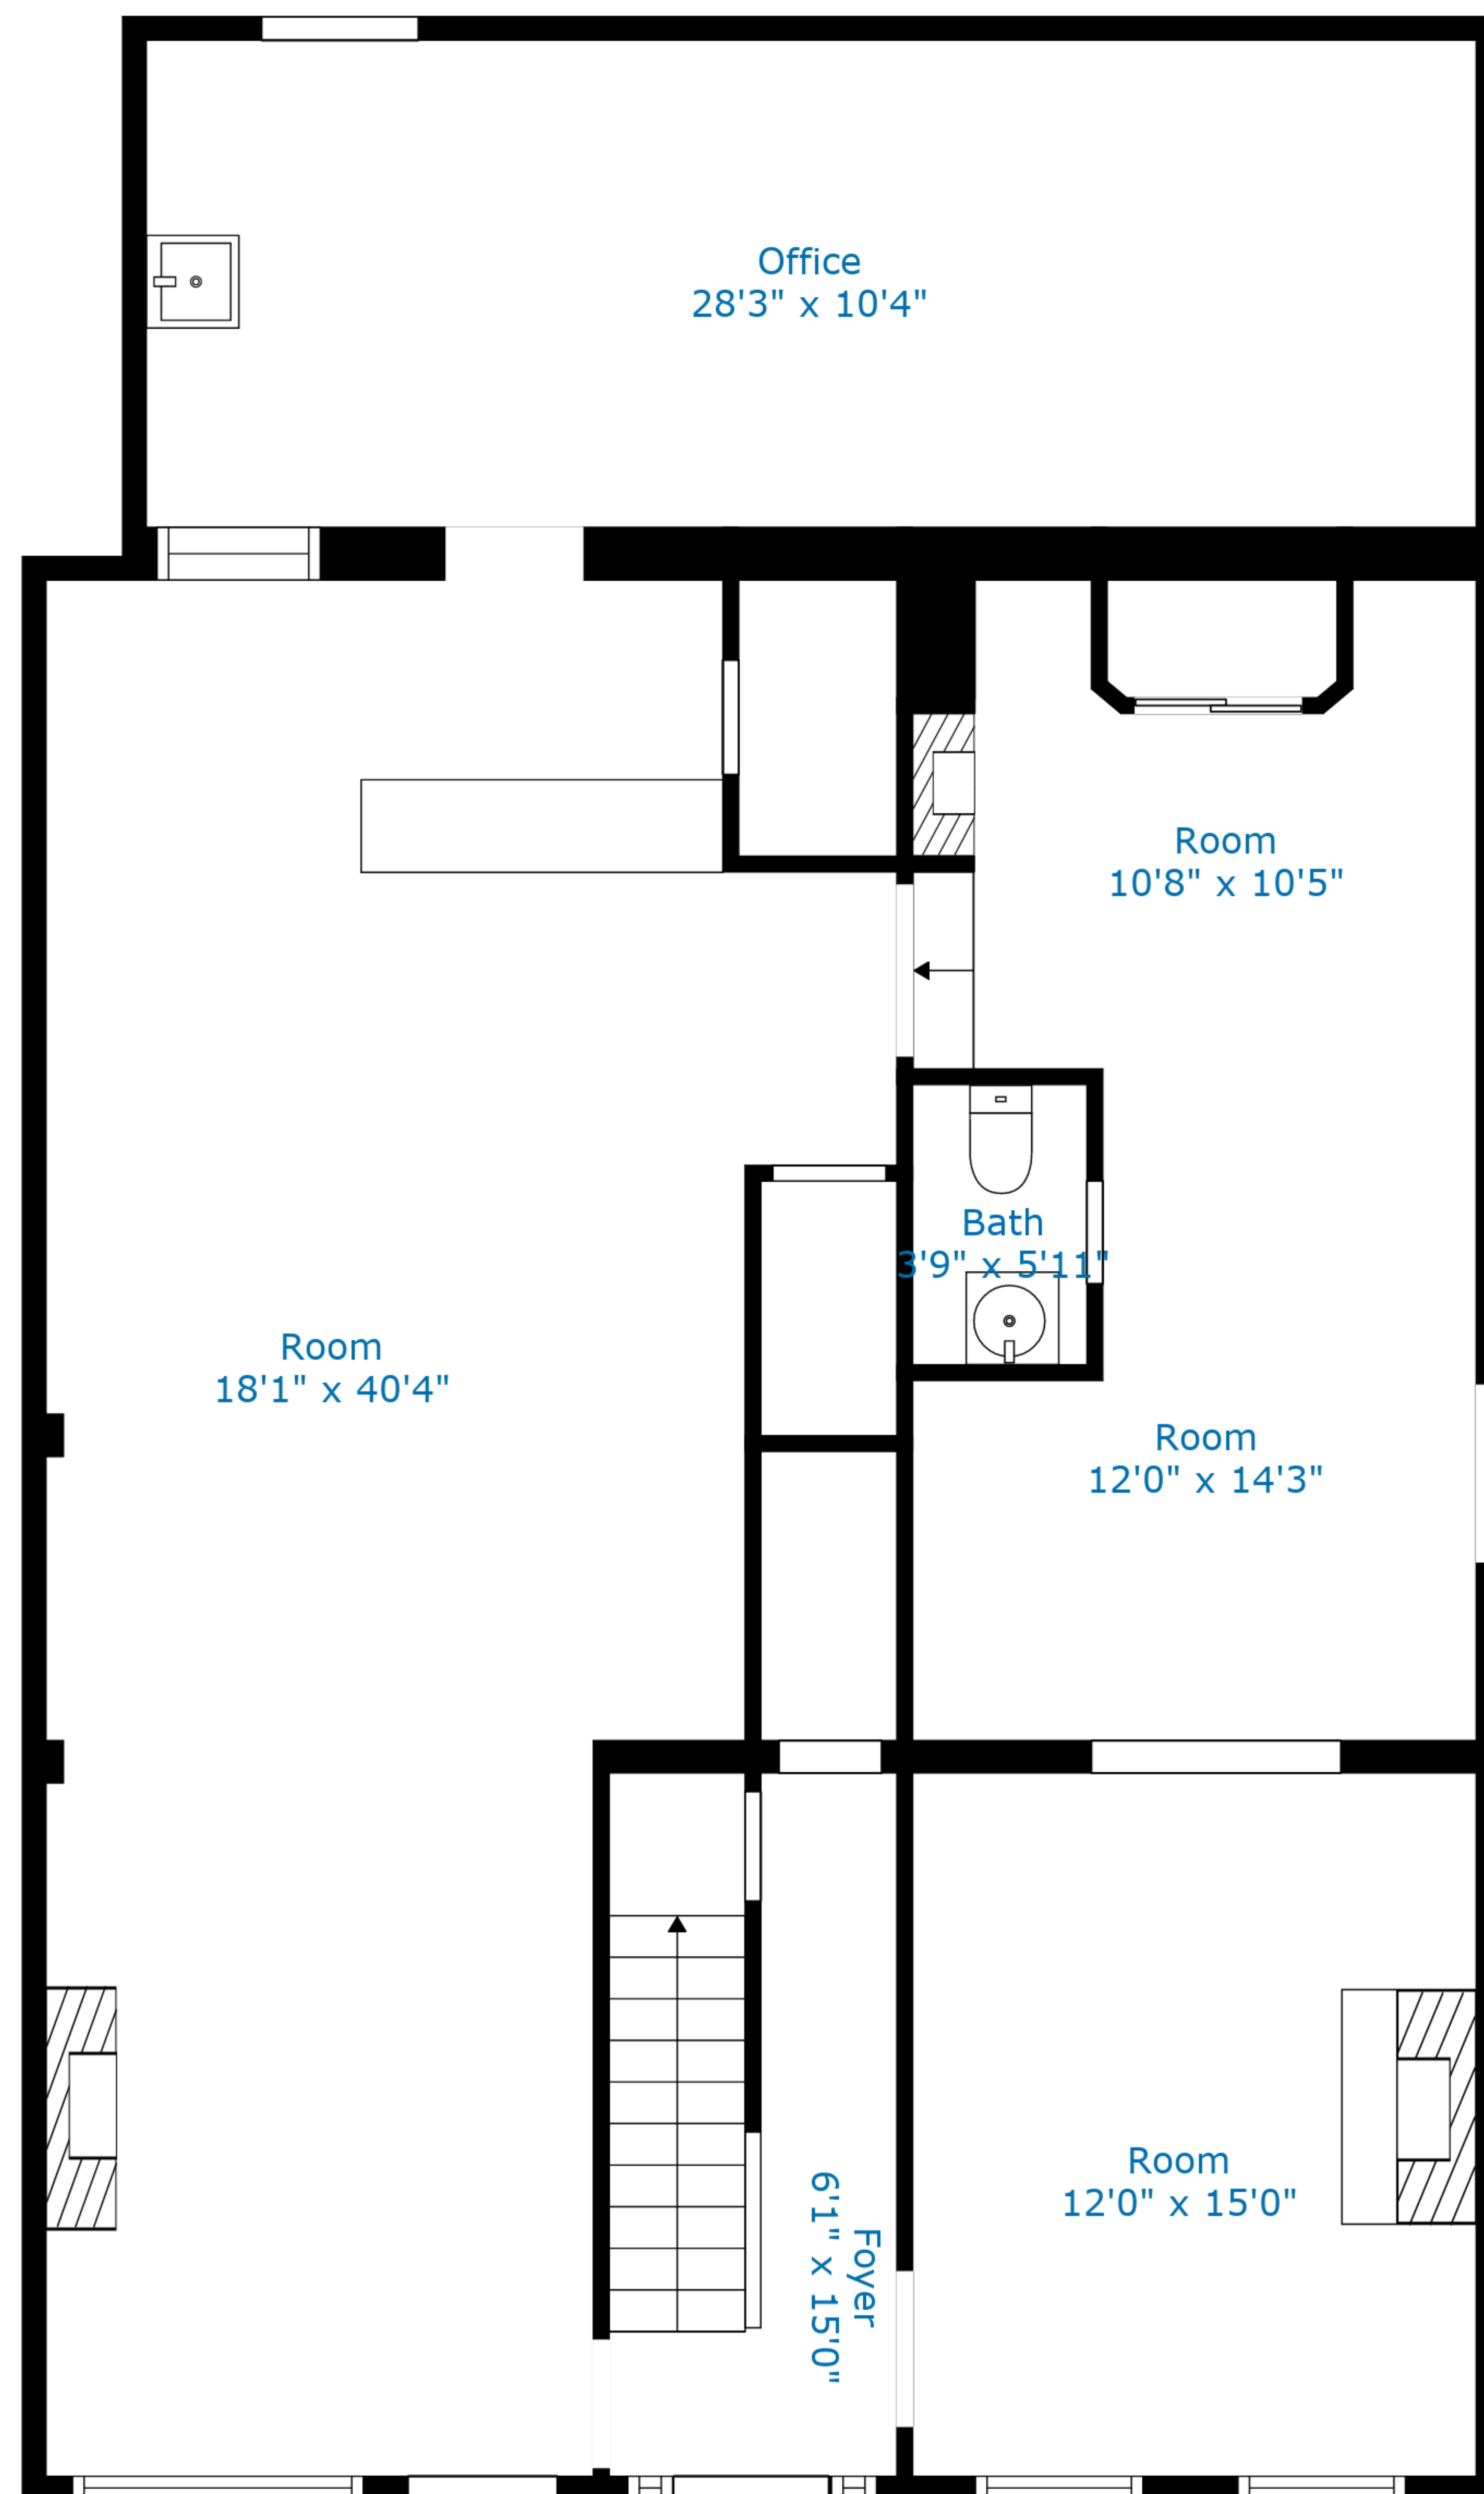 Office
28'3" x 10'4"
Room
10'8" x 10'5"
Bath
3'9" x 5'11"
Room
18'1" x 40'4"
Room
12'0" x 14'3"
Room
12'0" x 15'0"
Foyer
6'1" x 15'0"